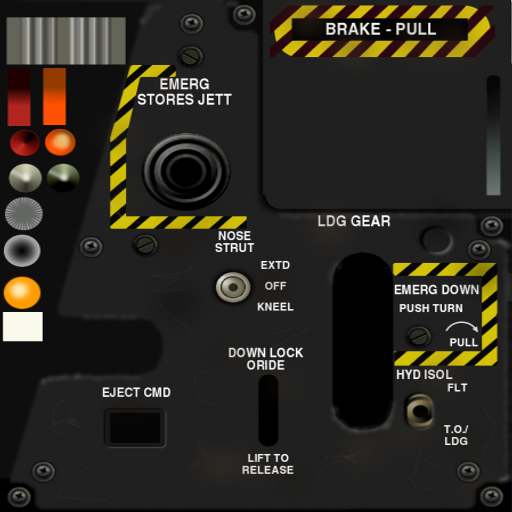 BRAKE - PULL
EMERG
STORES JETT
LDG GEAR
NOSE
STRUT
EXTD
OFF
KNEEL
EMERG DOWN
PUSH TURN
PULL
DOWN LOCK
ORIDE
HYD ISOL
FLT
EJECT CMD
T.O./
LDG
LIFT TO
RELEASE